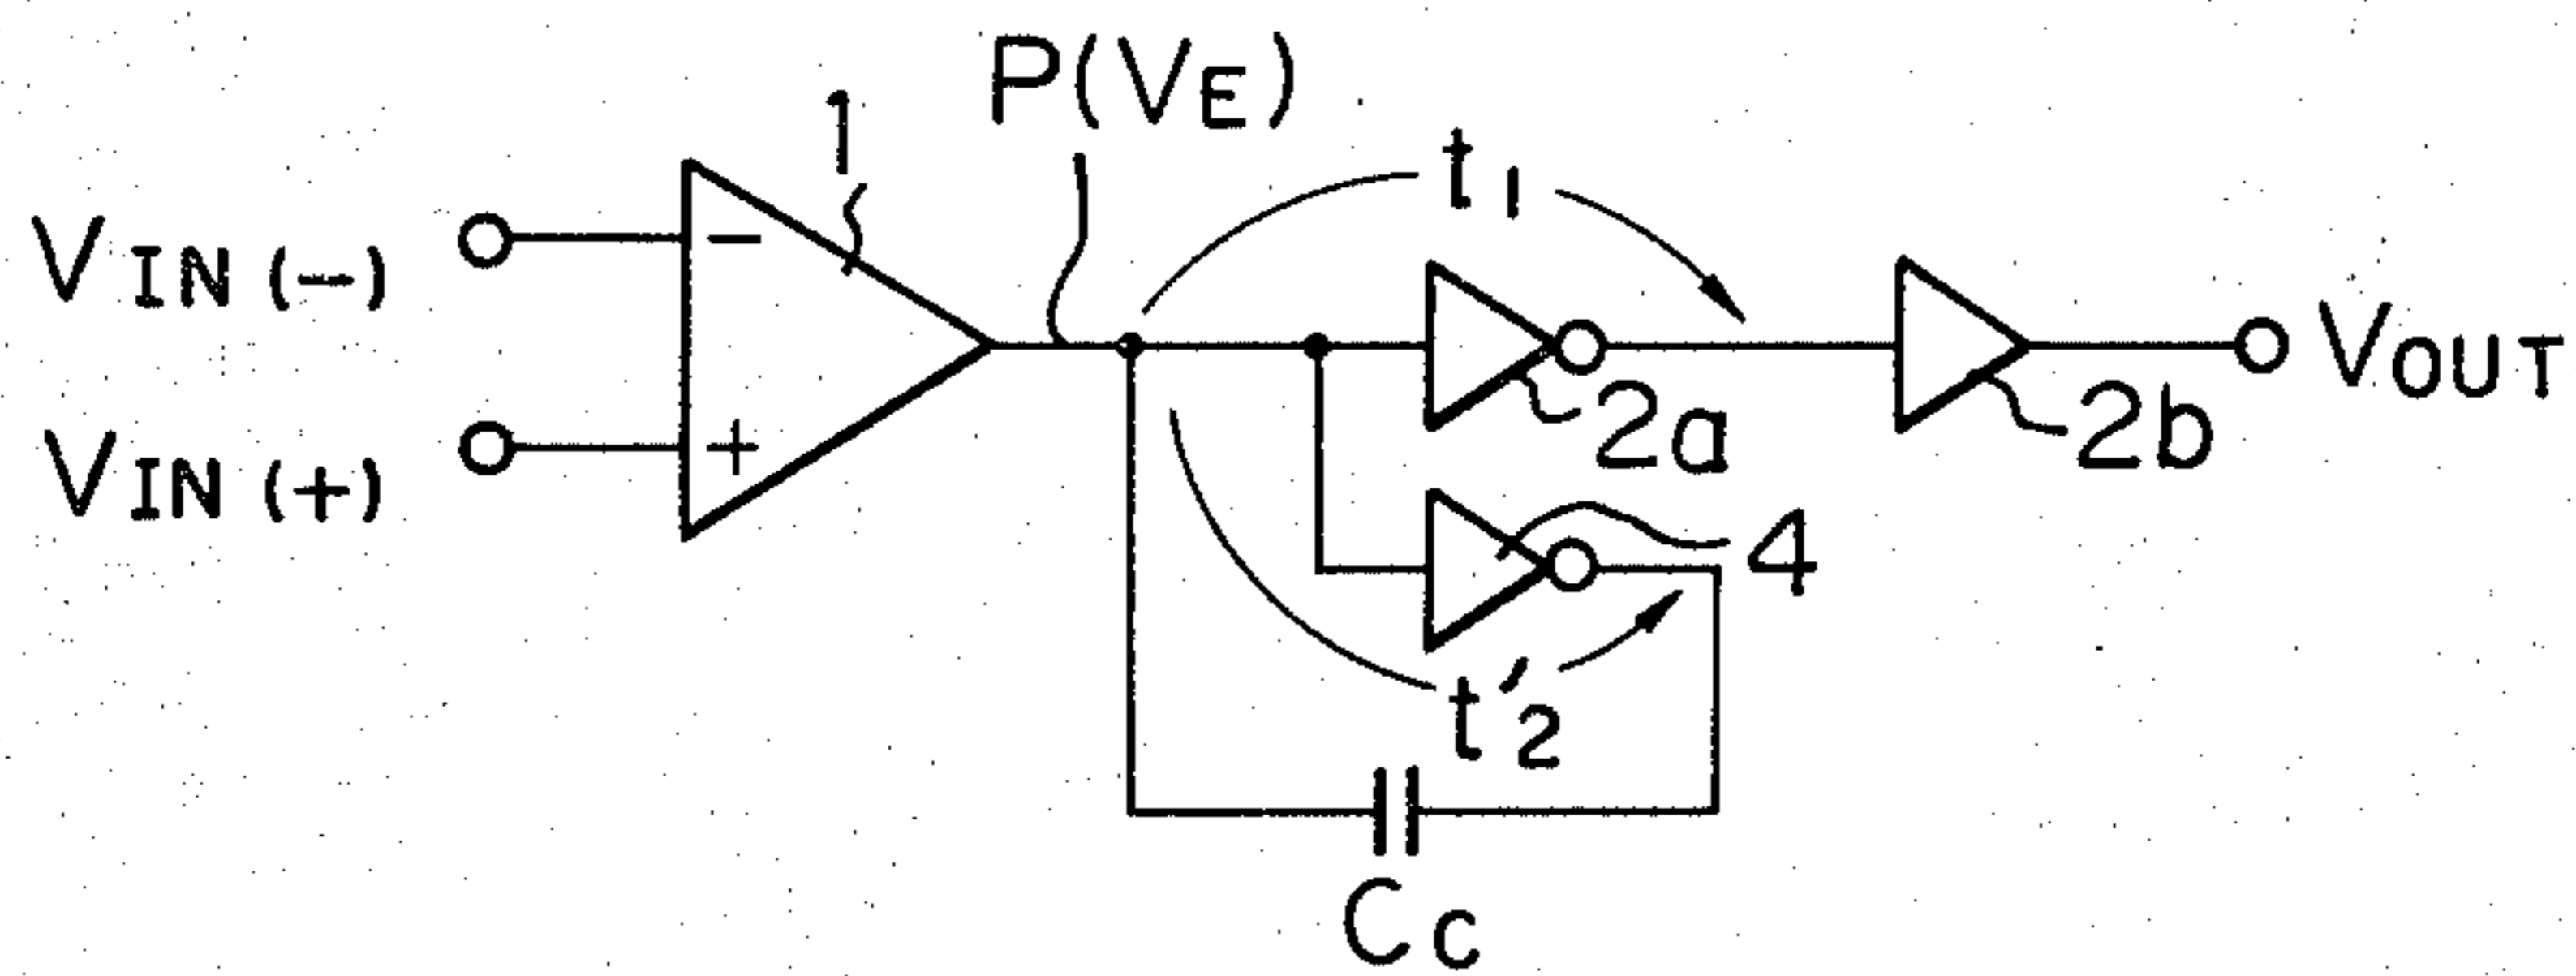 P(VE)
1
t1
VIN (−)
−
2a
2b
VOUT
VIN (+)
+
4
t'2
Cc